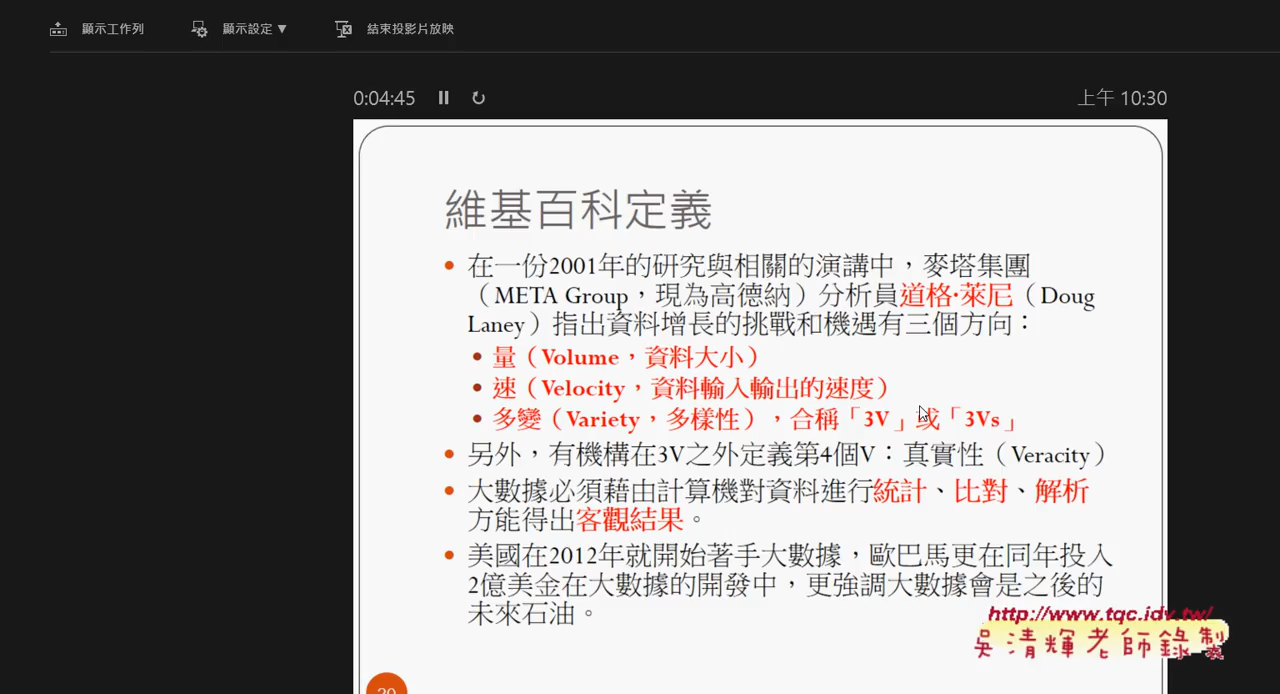 顯示工作列 顯示設定▼ 結束投影片放映
0:04:45 上午 10:30
維基百科定義
• 在一份2001年的研究與相關的演講中，麥塔集團
（META Group，現為高德納）分析員道格·萊尼（Doug
Laney）指出資料增長的挑戰和機遇有三個方向：
• 量（Volume，資料大小）
• 速（Velocity，資料輸入輸出的速度）
• 多變（Variety，多樣性），合稱「3V」或「3Vs」
• 另外，有機構在3V之外定義第4個V：真實性（Veracity）
• 大數據必須藉由計算機對資料進行統計、比對、解析
方能得出客觀結果。
• 美國在2012年就開始著手大數據，歐巴馬更在同年投入
2億美金在大數據的開發中，更強調大數據會是之後的
未來石油。
http://www.tqc.idv.tw/
吳清輝老師錄製
20